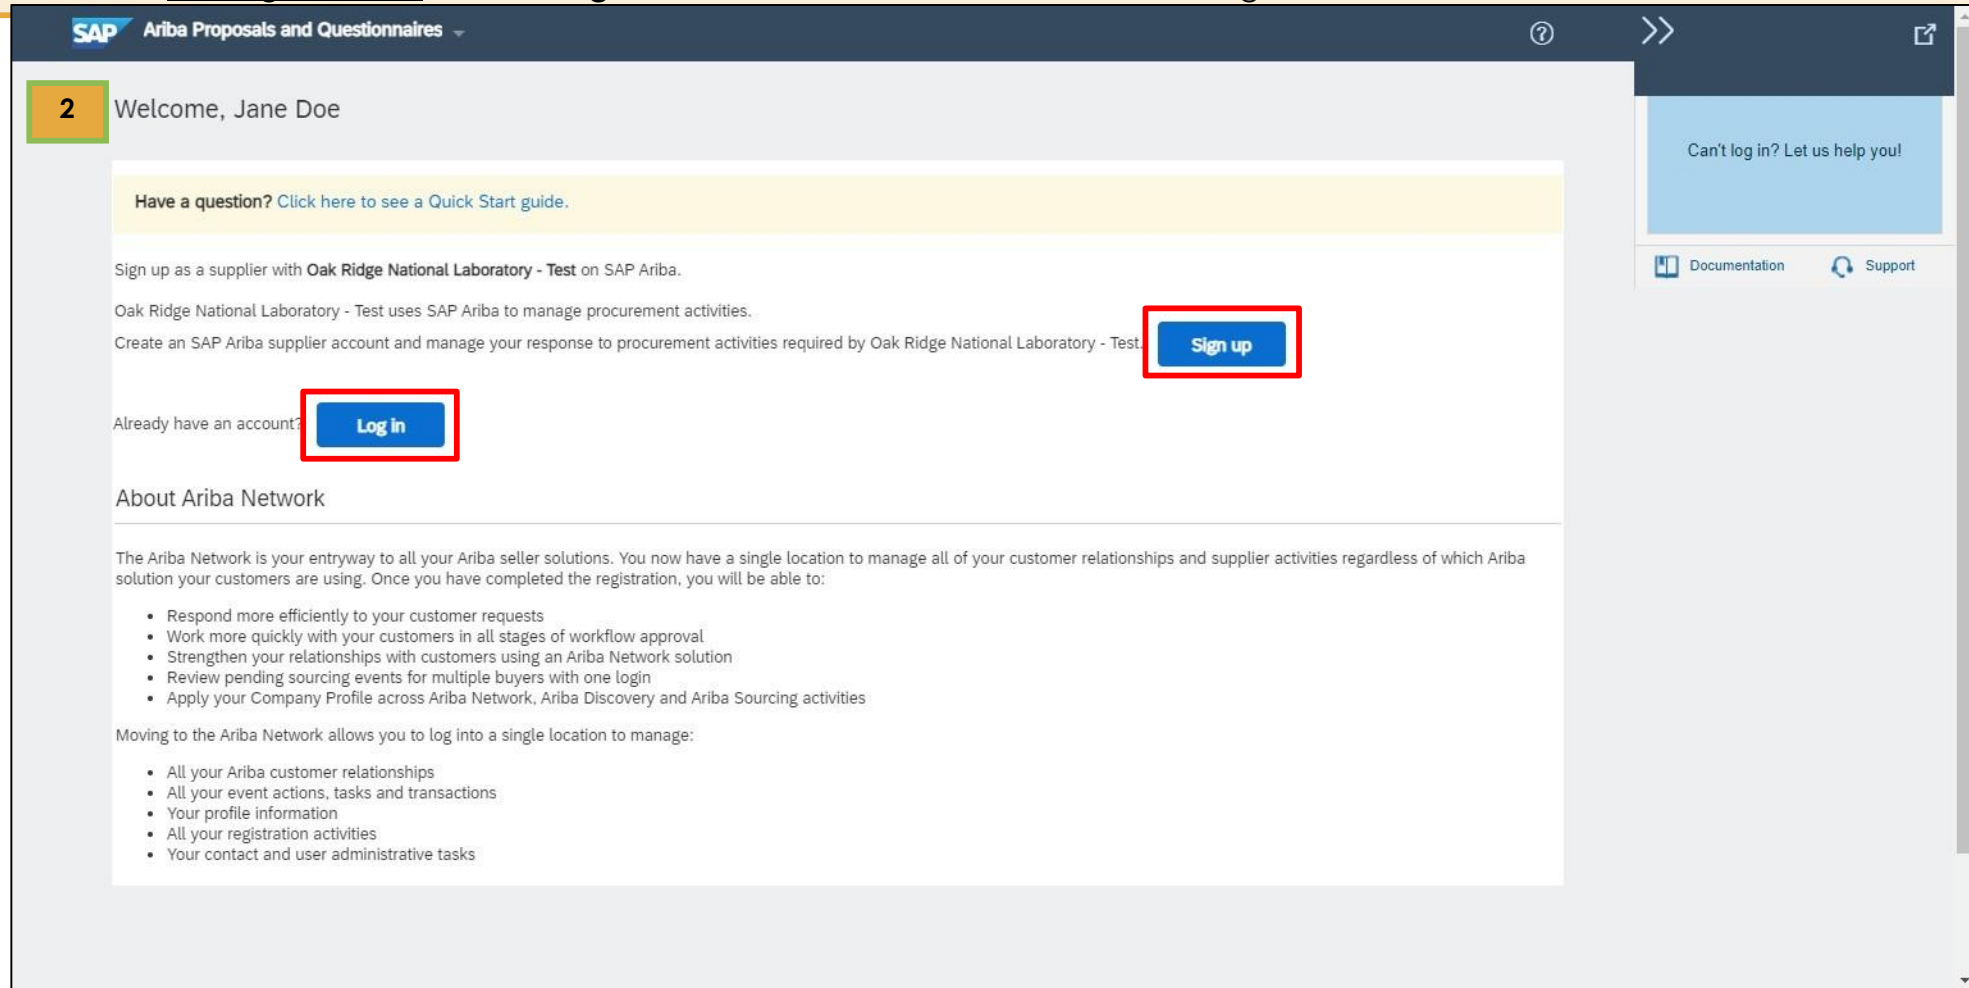 SAP Ariba Proposals and Questionnaires
2 Welcome, Jane Doe
Can't log in? Let us help you!
Have a question? Click here to see a Quick Start guide.
Documentation Support
Sign up as a supplier with Oak Ridge National Laboratory - Test on SAP Ariba.
Oak Ridge National Laboratory - Test uses SAP Ariba to manage procurement activities.
Create an SAP Ariba supplier account and manage your response to procurement activities required by Oak Ridge National Laboratory - Test. Sign up
Already have an account? Log in
About Ariba Network
The Ariba Network is your entryway to all your Ariba seller solutions. You now have a single location to manage all of your customer relationships and supplier activities regardless of which Ariba
solution your customers are using. Once you have completed the registration, you will be able to:
• Respond more efficiently to your customer requests
• Work more quickly with your customers in all stages of workflow approval
• Strengthen your relationships with customers using an Ariba Network solution
• Review pending sourcing events for multiple buyers with one login
• Apply your Company Profile across Ariba Network, Ariba Discovery and Ariba Sourcing activities
Moving to the Ariba Network allows you to log into a single location to manage:
• All your Ariba customer relationships
• All your event actions, tasks and transactions
• Your profile information
• All your registration activities
• Your contact and user administrative tasks